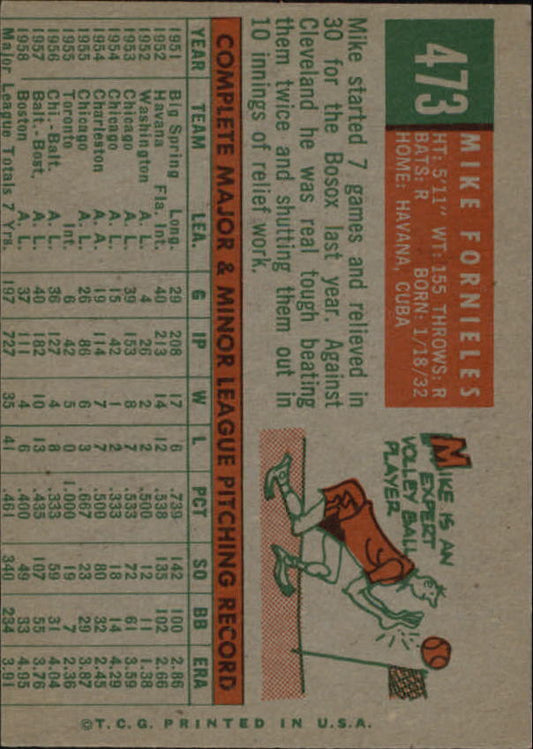 473
MIKE FORNIELES
HT: 5'11" WT: 155 THROWS: R
BATS: R BORN: 1/18/32
HOME: HAVANA, CUBA
Mike started 7 games and relieved in
30 for the Bosox last year. Against
Cleveland he was real tough beating
them twice and shutting them out in
10 innings of relief work.
MIKE IS AN
EXPERT
VOLLEY BALL
PLAYER
COMPLETE MAJOR & MINOR LEAGUE PITCHING RECORD
YEAR TEAM LEA. G IP W L PCT SO BB ERA
1951 Big Spring Long. 29 208 17 6 .739 142 100 2.86
1952 Havana Fla. Int. 40 213 14 12 .538 135 102 2.66
1952 Washington A. L. 4 26 2 2 .500 12 11 1.38
1953 Chicago A. L. 39 153 8 7 .533 72 61 3.59
1954 Chicago A. L. 15 42 1 2 .333 18 14 4.29
1954 Charleston A. A. 19 114 7 7 .500 80 32 2.45
1955 Chicago A. L. 26 86 6 3 .667 23 29 3.87
1955 Toronto Int. 6 42 5 0 1.000 19 7 2.36
1956 Chi.-Balt. A. L. 36 127 4 8 .333 59 31 4.04
1957 Balt.-Bost. A. L. 40 182 10 13 .435 107 55 3.76
1958 Boston A. L. 37 111 4 6 .400 49 33 4.95
Major League Totals 7 Yrs. 197 727 35 41 .461 340 234 3.91
©T.C.G. PRINTED IN U.S.A.